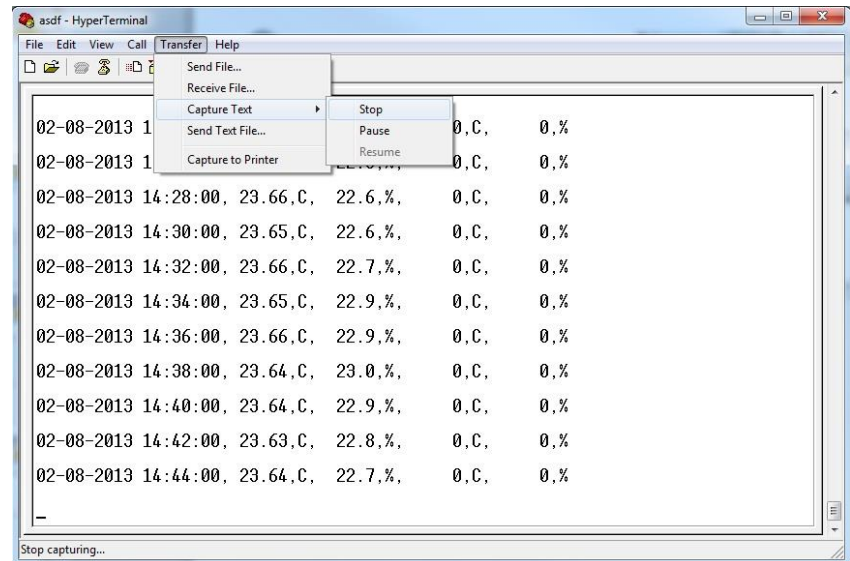 asdf - HyperTerminal
File Edit View Call Transfer Help
Send File...
Receive File...
Capture Text
Send Text File...
Capture to Printer
Stop
Pause
Resume
02-08-2013 1 0,C, 0,%
02-08-2013 1 0,C, 0,%
02-08-2013 14:28:00, 23.66,C, 22.6,%, 0,C, 0,%
02-08-2013 14:30:00, 23.65,C, 22.6,%, 0,C, 0,%
02-08-2013 14:32:00, 23.66,C, 22.7,%, 0,C, 0,%
02-08-2013 14:34:00, 23.65,C, 22.9,%, 0,C, 0,%
02-08-2013 14:36:00, 23.66,C, 22.9,%, 0,C, 0,%
02-08-2013 14:38:00, 23.64,C, 23.0,%, 0,C, 0,%
02-08-2013 14:40:00, 23.64,C, 22.9,%, 0,C, 0,%
02-08-2013 14:42:00, 23.63,C, 22.8,%, 0,C, 0,%
02-08-2013 14:44:00, 23.64,C, 22.7,%, 0,C, 0,%
Stop capturing...